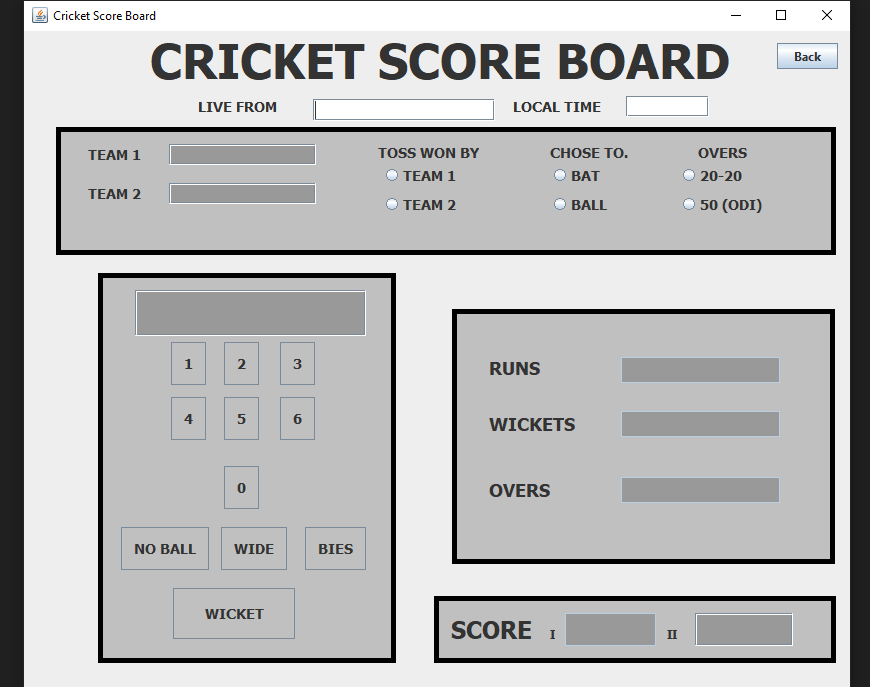 Cricket Score Board
CRICKET SCORE BOARD
Back
LIVE FROM LOCAL TIME
TEAM 1 TOSS WON BY CHOSE TO. OVERS
TEAM 1 BAT 20-20
TEAM 2 TEAM 2 BALL 50 (ODI)
1 2 3
4 5 6
0
NO BALL WIDE BIES
WICKET
RUNS
WICKETS
OVERS
SCORE I II